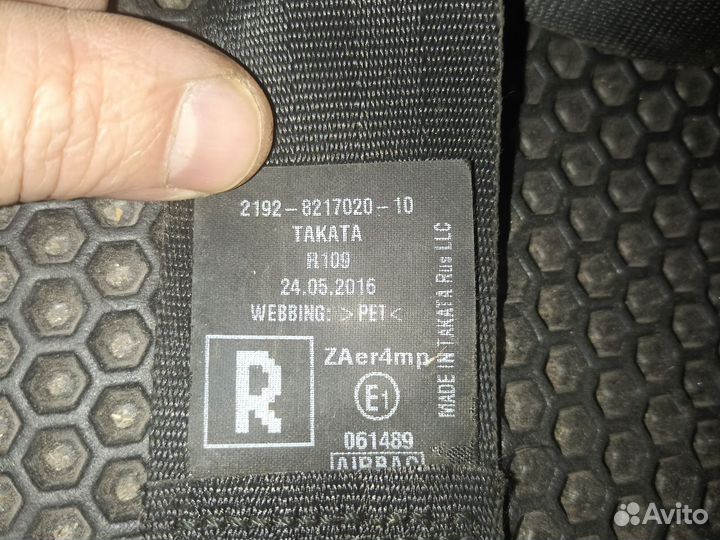 2192-8217020-10
TAKATA
R109
24.05.2016
WEBBING: >PET<
R
ZAer4mp
E1
061489
AIRBAG
MADE IN TAKATA Rus LLC
Avito